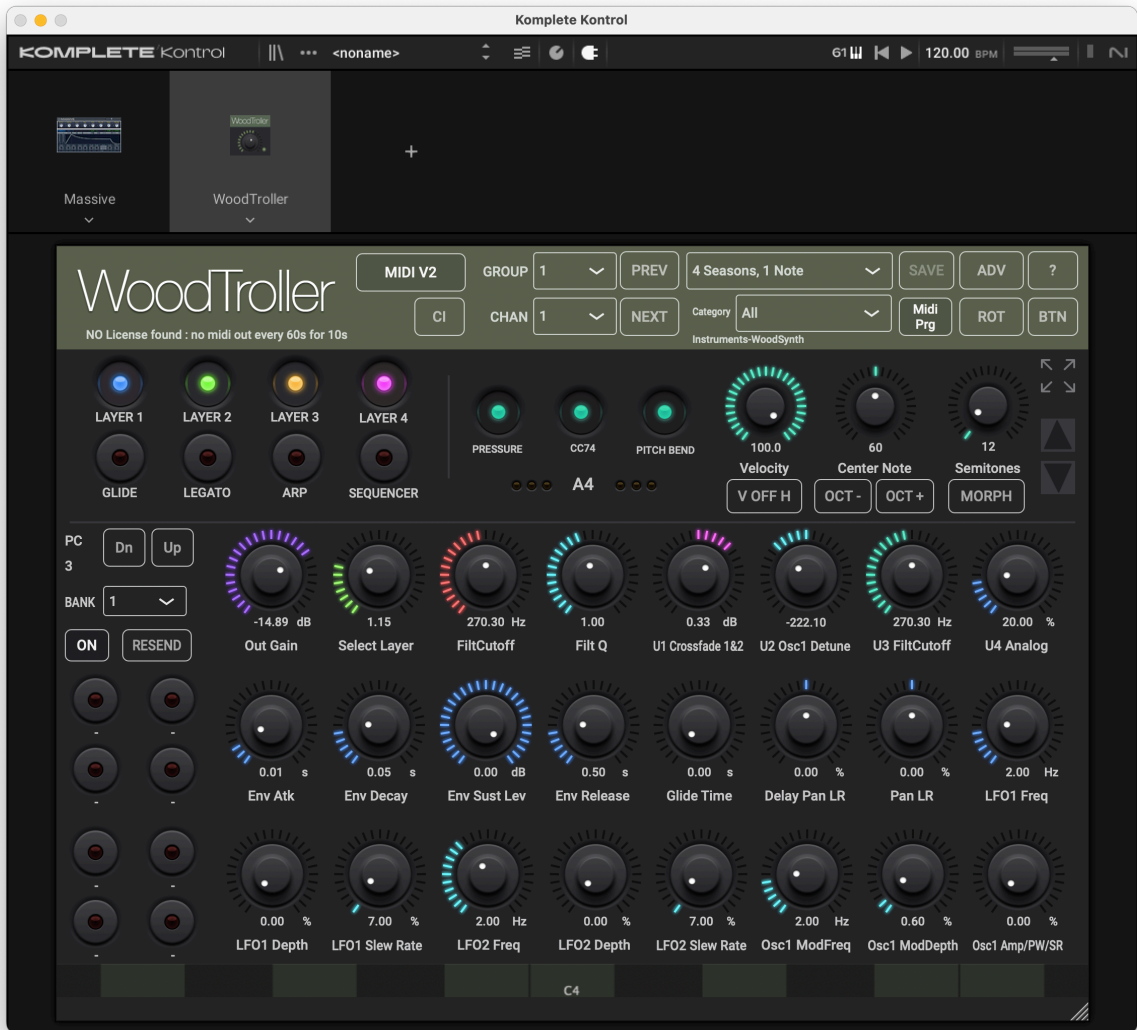 Komplete Kontrol
KOMPLETE Kontrol <noname> G1 120.00 BPM
WoodTroller
Massive WoodTroller
WoodTroller MIDI V2 GROUP 1 PREV 4 Seasons, 1 Note SAVE ADV ?
CI CHAN 1 NEXT Category All Midi Prg ROT BTN
NO License found : no midi out every 60s for 10s Instruments-WoodSynth
LAYER 1 LAYER 2 LAYER 3 LAYER 4
PRESSURE CC74 PITCH BEND 100.0 60 12
Velocity Center Note Semitones
GLIDE LEGATO ARP SEQUENCER A4 V OFF H OCT - OCT + MORPH
PC Dn Up
3
-14.89 dB 1.15 270.30 Hz 1.00 0.33 dB -222.10 270.30 Hz 20.00 %
BANK 1
ON RESEND Out Gain Select Layer FiltCutoff Filt Q U1 Crossfade 1&2 U2 Osc1 Detune U3 FiltCutoff U4 Analog
- -
0.01 s 0.05 s 0.00 dB 0.50 s 0.00 s 0.00 % 0.00 % 2.00 Hz
Env Atk Env Decay Env Sust Lev Env Release Glide Time Delay Pan LR Pan LR LFO1 Freq
- -
- -
0.00 % 7.00 % 2.00 Hz 0.00 % 7.00 % 2.00 Hz 0.60 % 0.00 %
LFO1 Depth LFO1 Slew Rate LFO2 Freq LFO2 Depth LFO2 Slew Rate Osc1 ModFreq Osc1 ModDepth Osc1 Amp/PW/SR
- -
C4